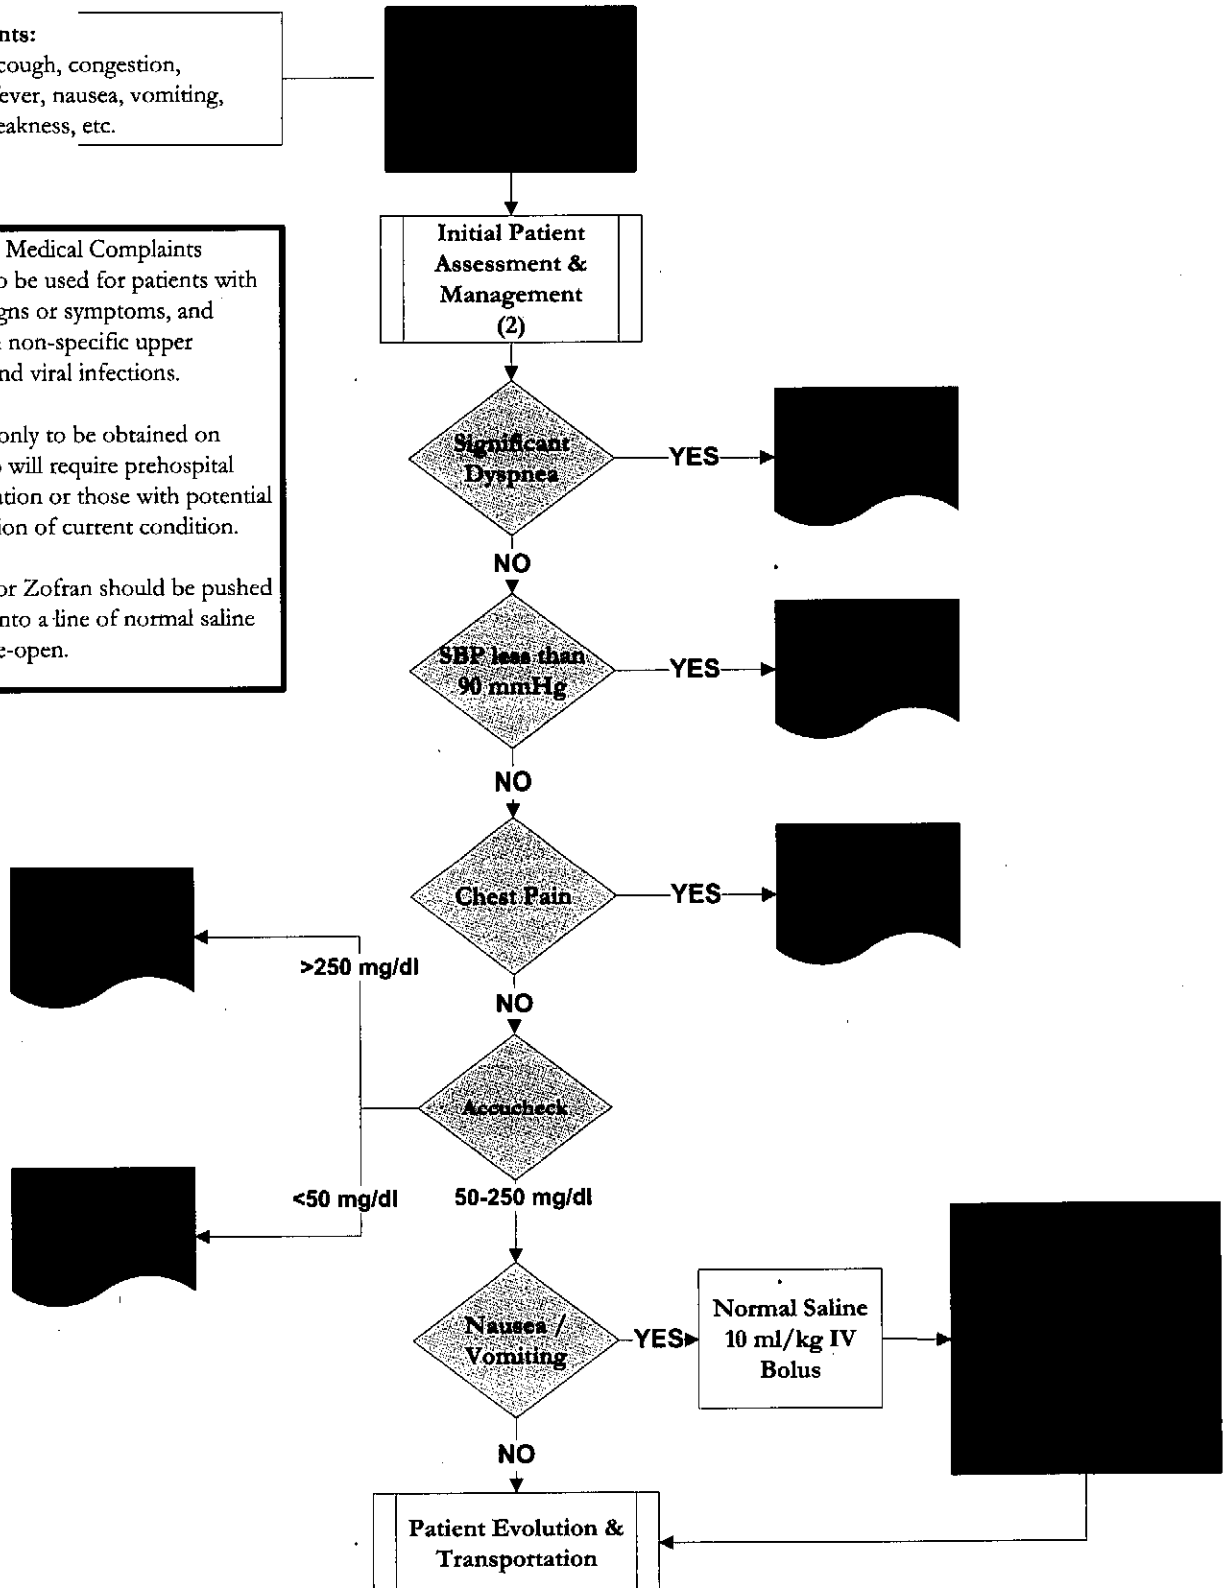 nts:
cough, congestion,
ever, nausea, vomiting,
eakness, etc.
Initial Patient
Assessment &
Management
(2)
Medical Complaints
o be used for patients with
gns or symptoms, and
non-specific upper
nd viral infections.
only to be obtained on
o will require prehospital
ation or those with potential
ion of current condition.
or Zofran should be pushed
nto a line of normal saline
e-open.
Significant
Dyspnea
YES
NO
SBP less than
90 mmHg
YES
NO
Chest Pain
YES
>250 mg/dl
NO
Accucheck
<50 mg/dl
50-250 mg/dl
Nausea /
Vomiting
YES
Normal Saline
10 ml/kg IV
Bolus
NO
Patient Evolution &
Transportation